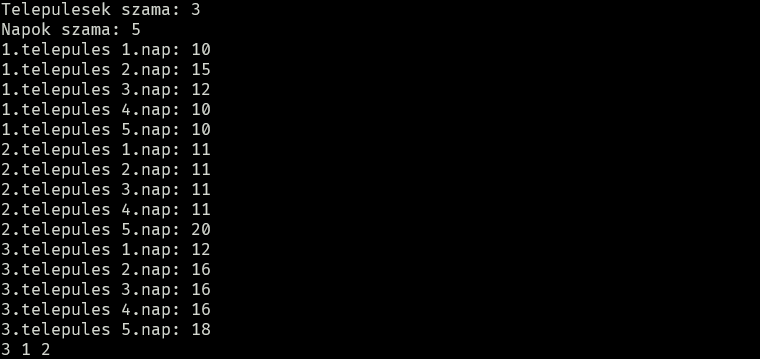 Telepulesek szama: 3
Napok szama: 5
1.telepules 1.nap: 10
1.telepules 2.nap: 15
1.telepules 3.nap: 12
1.telepules 4.nap: 10
1.telepules 5.nap: 10
2.telepules 1.nap: 11
2.telepules 2.nap: 11
2.telepules 3.nap: 11
2.telepules 4.nap: 11
2.telepules 5.nap: 20
3.telepules 1.nap: 12
3.telepules 2.nap: 16
3.telepules 3.nap: 16
3.telepules 4.nap: 16
3.telepules 5.nap: 18
3 1 2